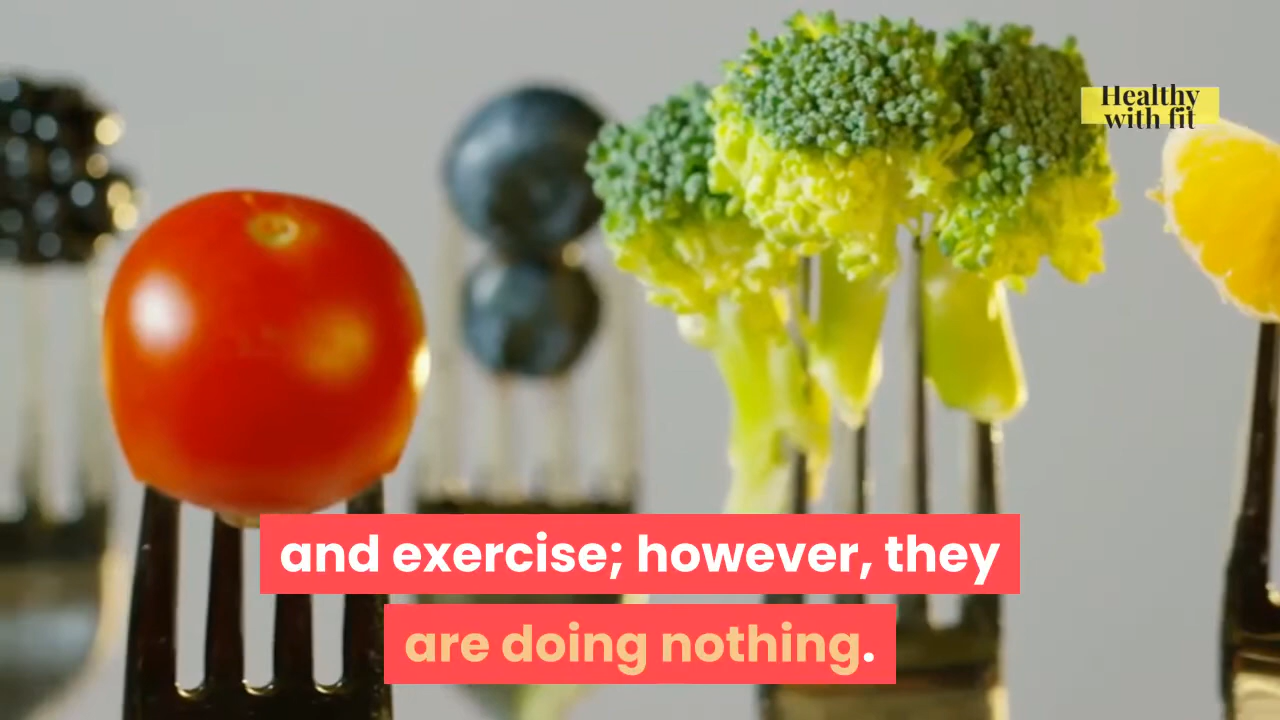 Healthy
with fit
and exercise; however, they
are doing nothing.